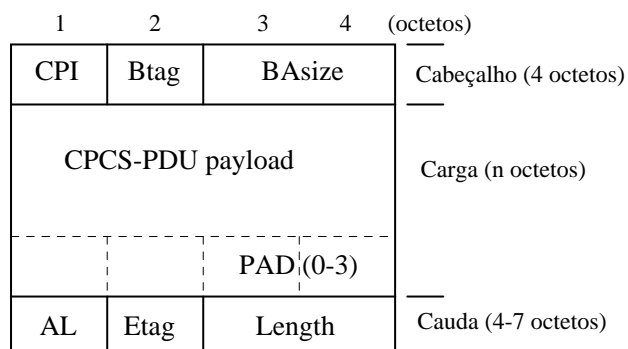 1 2 3 4 (octetos)
CPI Btag BAsize Cabeçalho (4 octetos)
CPCS-PDU payload Carga (n octetos)
PAD (0-3)
AL Etag Length Cauda (4-7 octetos)